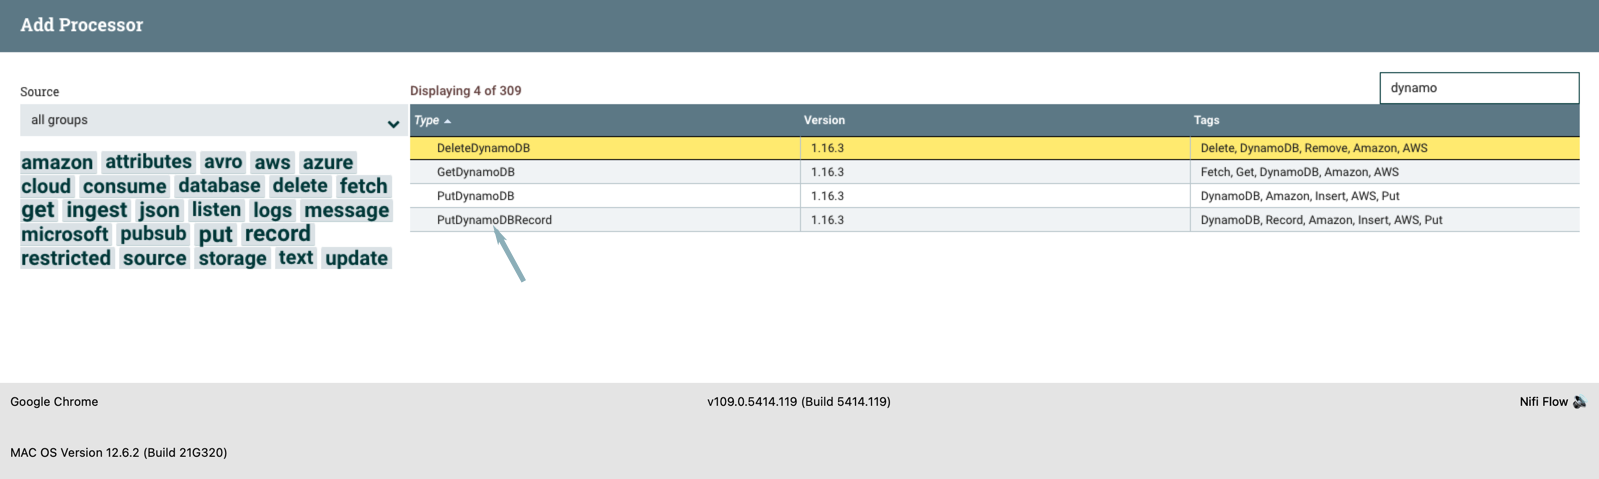 Add Processor
Source
all groups
amazon attributes avro aws azure
cloud consume database delete fetch
get ingest json listen logs message
microsoft pubsub put record
restricted source storage text update
Displaying 4 of 309
dynamo
Type Version Tags
DeleteDynamoDB 1.16.3 Delete, DynamoDB, Remove, Amazon, AWS
GetDynamoDB 1.16.3 Fetch, Get, DynamoDB, Amazon, AWS
PutDynamoDB 1.16.3 DynamoDB, Amazon, Insert, AWS, Put
PutDynamoDBRecord 1.16.3 DynamoDB, Record, Amazon, Insert, AWS, Put
Google Chrome v109.0.5414.119 (Build 5414.119) Nifi Flow
MAC OS Version 12.6.2 (Build 21G320)